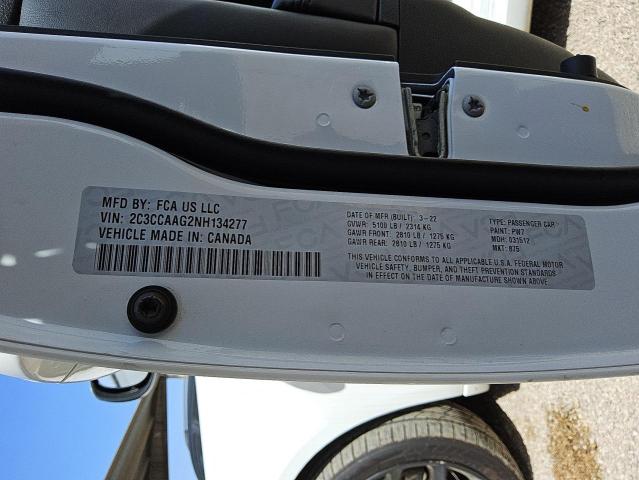 MFD BY: FCA US LLC
VIN: 2C3CCAAG2NH134277
VEHICLE MADE IN: CANADA
DATE OF MFR (BUILT): 3-22
GVWR: 5100 LB / 2314 KG
GAWR FRONT: 2810 LB / 1275 KG
GAWR REAR: 2810 LB / 1275 KG
TYPE: PASSENGER CAR
PAINT: PW7
MDH: 031512
MKT: 675
THIS VEHICLE CONFORMS TO ALL APPLICABLE U.S.A. FEDERAL MOTOR
VEHICLE SAFETY, BUMPER, AND THEFT PREVENTION STANDARDS
IN EFFECT ON THE DATE OF MANUFACTURE SHOWN ABOVE